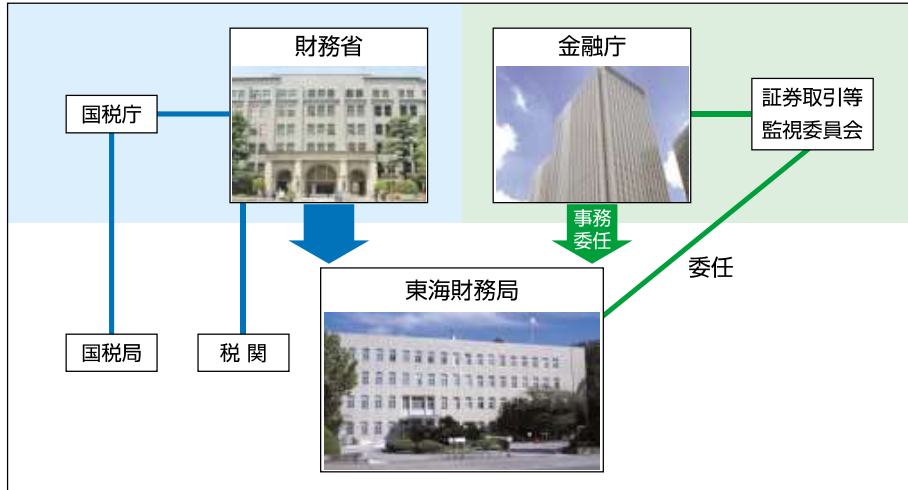 財務省
金融庁
国税庁
証券取引等
監視委員会
事務
委任
委任
東海財務局
国税局
税関